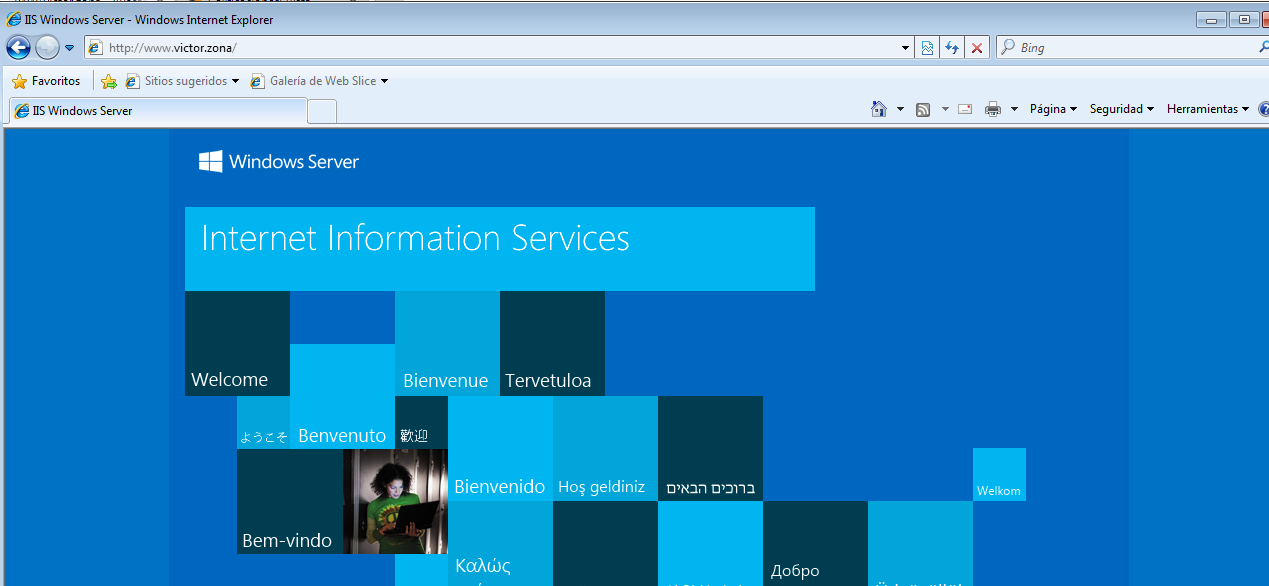 IIS Windows Server - Windows Internet Explorer
http://www.victor.zona/
Bing
Favoritos
Sitios sugeridos
Galería de Web Slice
IIS Windows Server
Página
Seguridad
Herramientas
Windows Server
Internet Information Services
Welcome
Bienvenue
Tervetuloa
ようこそ
Benvenuto
歡迎
Bienvenido
Hoş geldiniz
ברוכים הבאים
Welkom
Bem-vindo
Καλώς
Добро